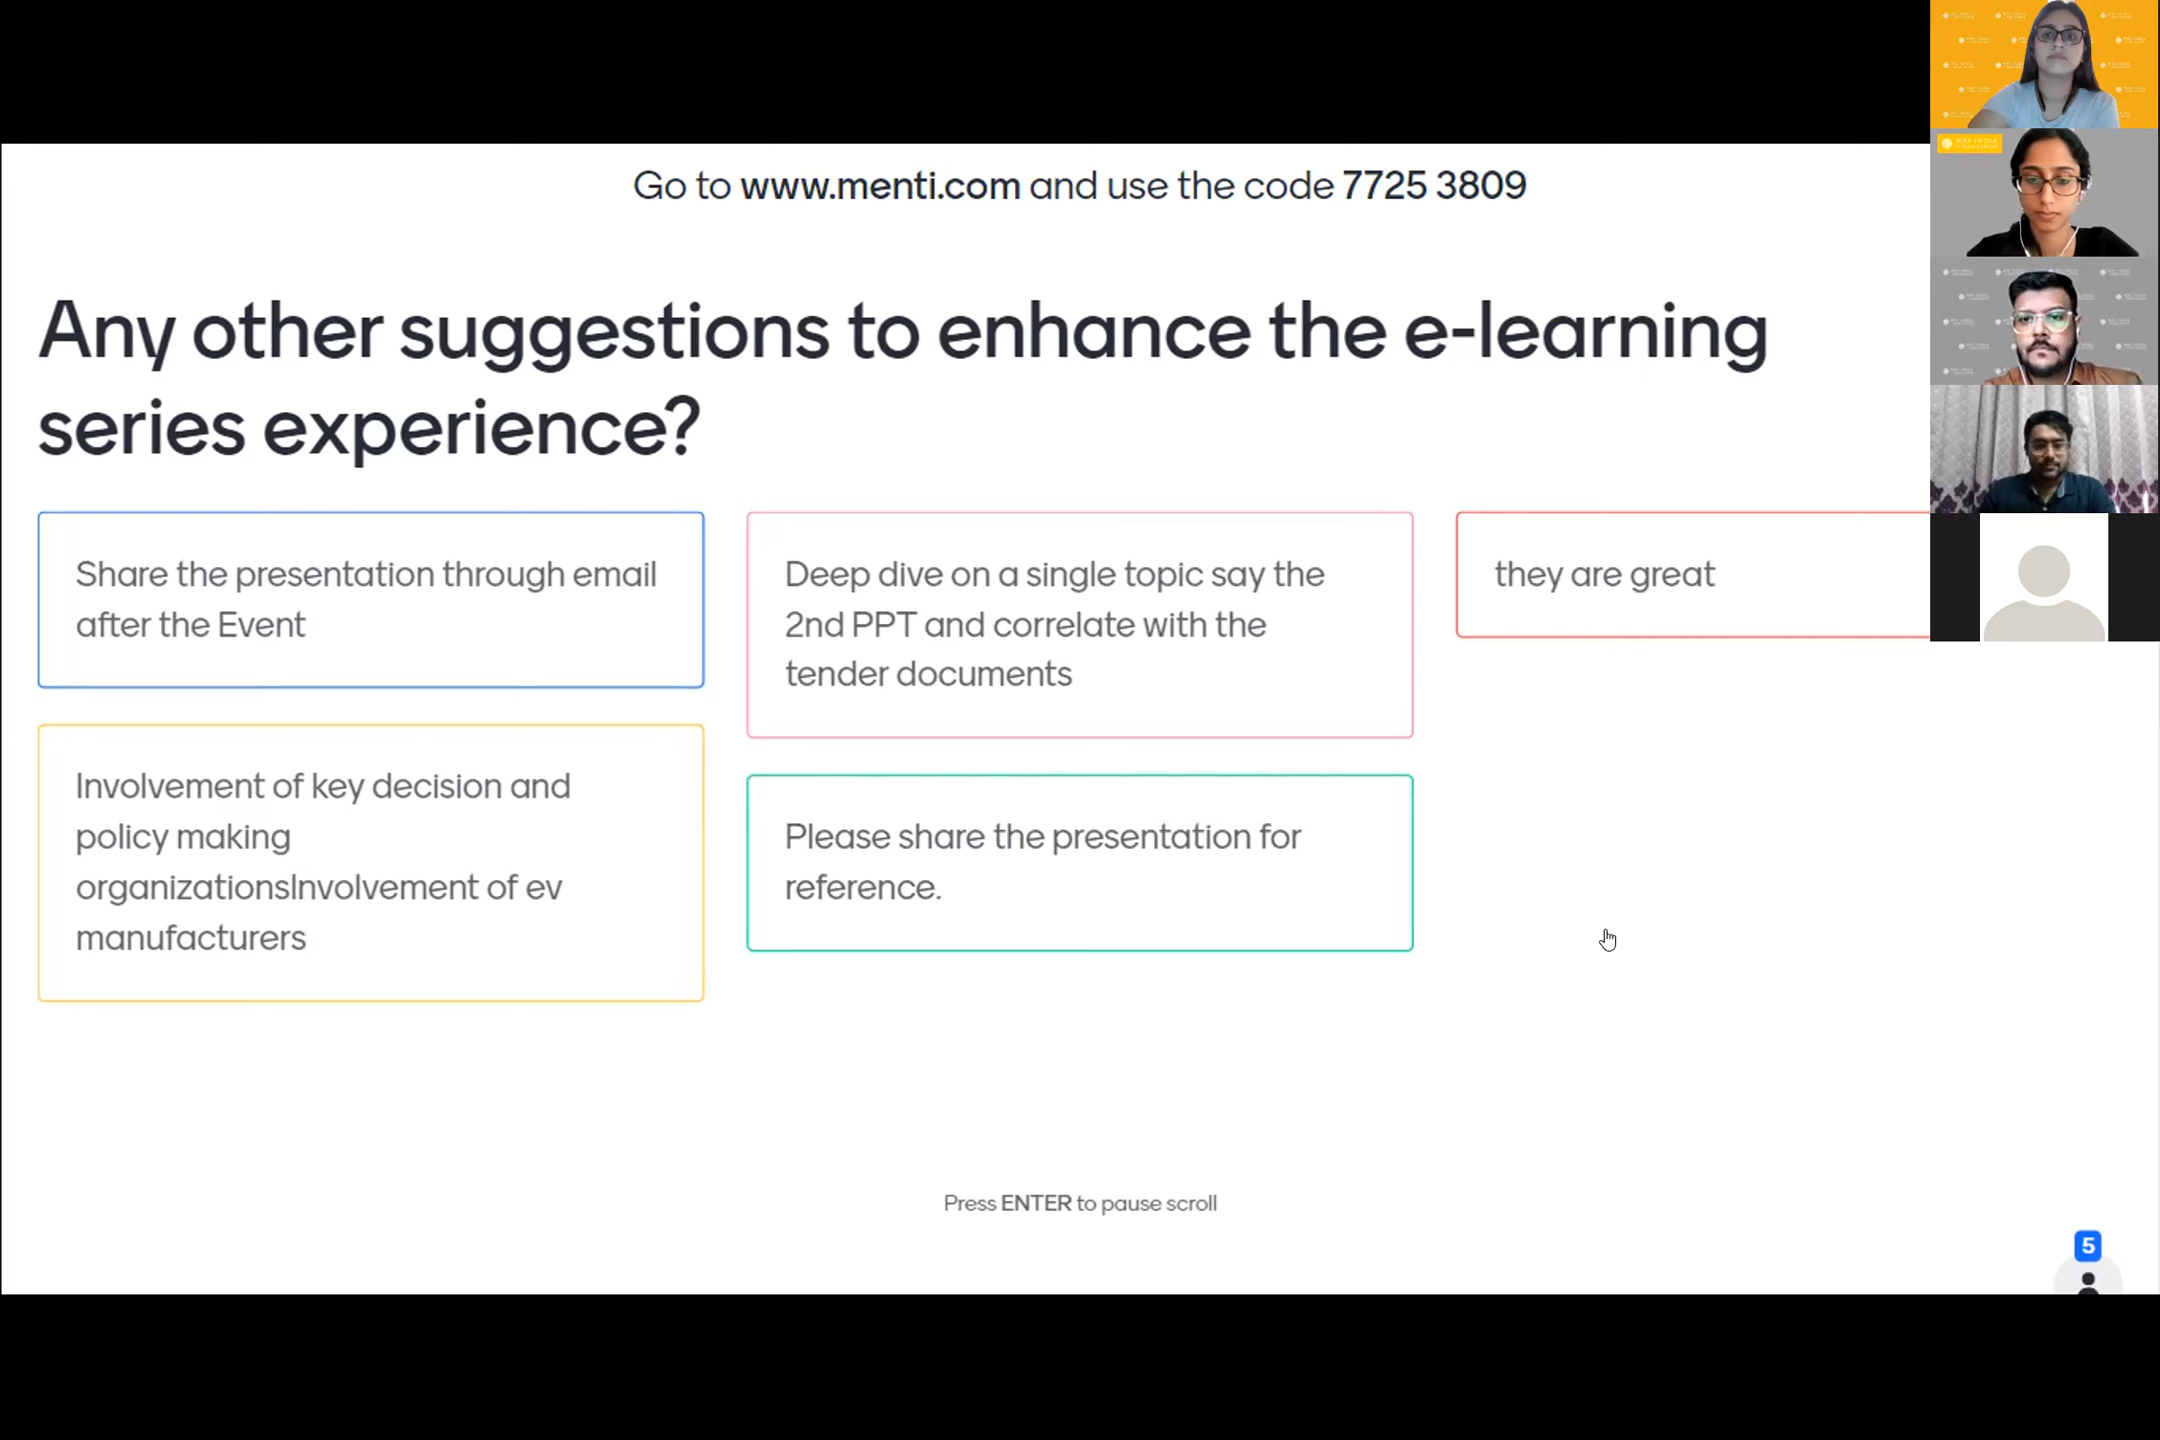 Go to www.menti.com and use the code 7725 3809
Any other suggestions to enhance the e-learning
series experience?
Share the presentation through email
after the Event
Involvement of key decision and
policy making
organizationsInvolvement of ev
manufacturers
Deep dive on a single topic say the
2nd PPT and correlate with the
tender documents
Please share the presentation for
reference.
they are great
Press ENTER to pause scroll
5